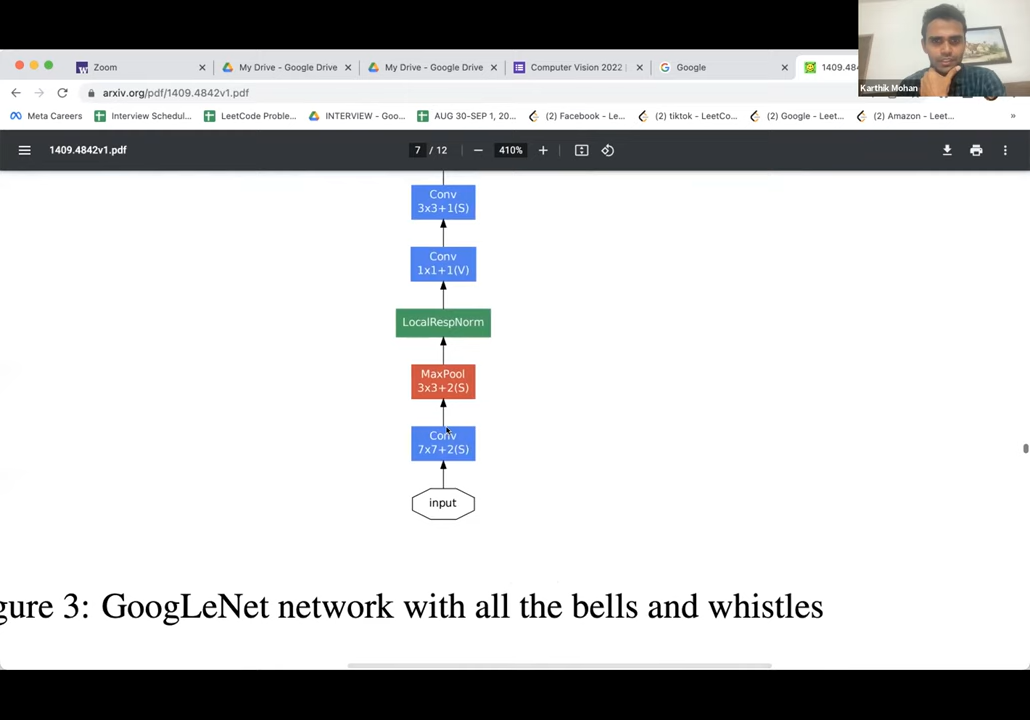 Karthik Mohan
Zoom
My Drive - Google Drive
My Drive - Google Drive
Computer Vision 2022
Google
1409.48
arxiv.org/pdf/1409.4842v1.pdf
Meta Careers
Interview Schedul...
LeetCode Proble...
INTERVIEW - Goo...
AUG 30-SEP 1, 20...
(2) Facebook - Le...
(2) tiktok - LeetCo...
(2) Google - Leet...
(2) Amazon - Leet...
»
1409.4842v1.pdf
7 / 12
410%
Conv
3x3+1(S)
Conv
1x1+1(V)
LocalRespNorm
MaxPool
3x3+2(S)
Conv
7x7+2(S)
input
gure 3: GoogLeNet network with all the bells and whistles